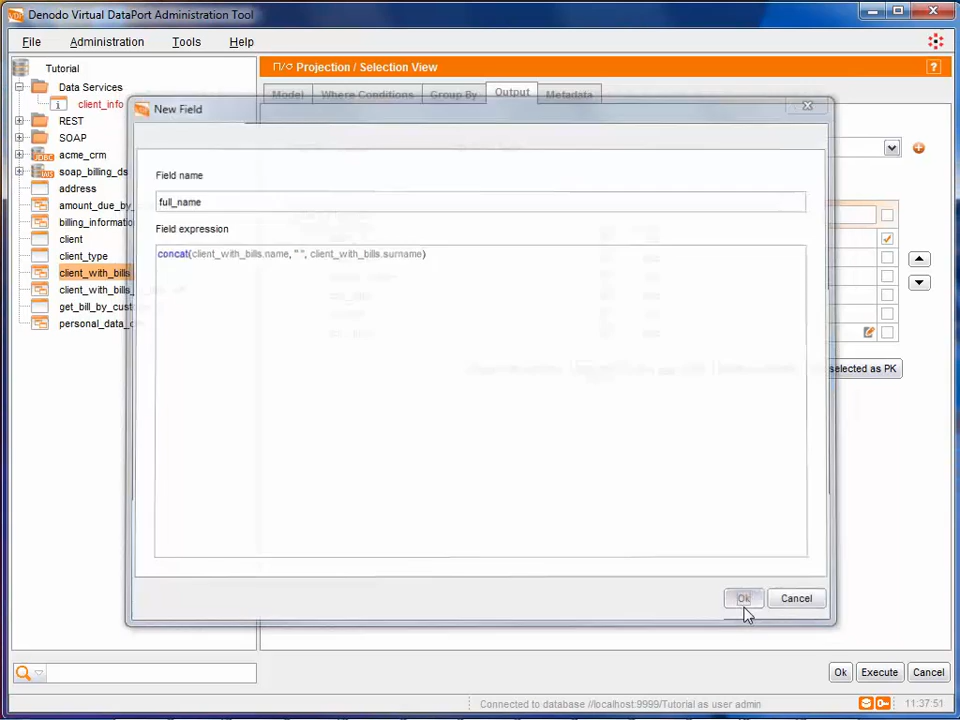 Denodo Virtual DataPort Administration Tool
File Administration Tools Help
Tutorial
Data Services
client_info
REST
SOAP
acme_crm
soap_billing_ds
address
amount_due_by_
billing_informatio
client
client_type
client_with_bills
client_with_bills_
get_bill_by_cust
personal_data_
Projection / Selection View
?
Model Where Conditions Group By Output Metadata
New Field
Field name
full_name
Field expression
concat(client_with_bills.name, " ", client_with_bills.surname)
selected as PK
Ok Cancel
Ok Execute Cancel
Connected to database //localhost:9999/Tutorial as user admin
11:37:51